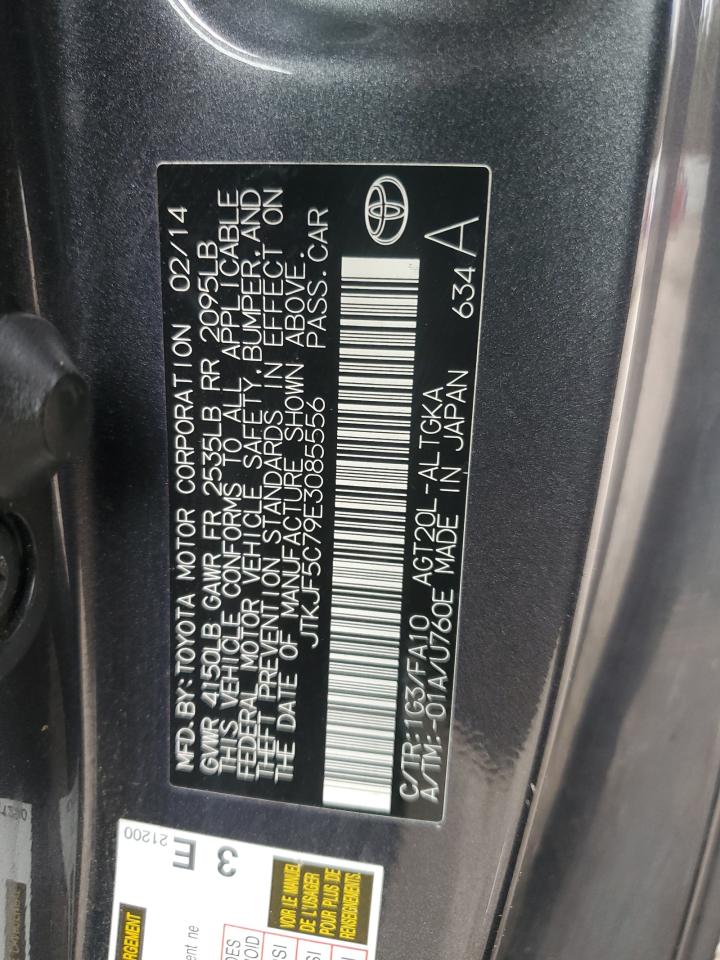 MFD.BY:TOYOTA MOTOR CORPORATION 02/14
GVWR 4150LB GAWR FR 2535LB RR 2095LB
THIS VEHICLE CONFORMS TO ALL APPLICABLE
FEDERAL MOTOR VEHICLE SAFETY,BUMPER,AND
THEFT PREVENTION STANDARDS IN EFFECT ON
THE DATE OF MANUFACTURE SHOWN ABOVE.
JTKJF5C79E3085556 PASS.CAR
C/TR:1G3/FA10 AGT20L-ALTGKA 634 A
A/TM:-01A/U760E MADE IN JAPAN
21200
E
3
VOIR LE MANUEL
DE L'USAGER
POUR PLUS DE
RENSEIGNEMENTS.